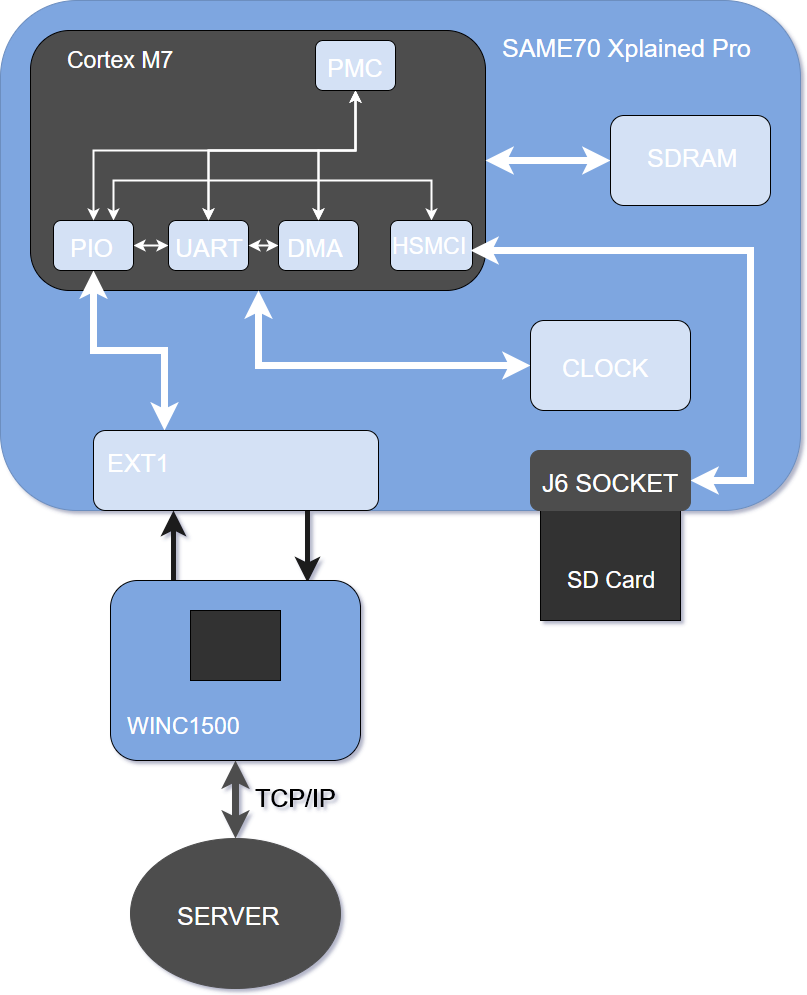 SAME70 Xplained Pro
Cortex M7
PMC
SDRAM
PIO
UART
DMA
HSMCI
CLOCK
EXT1
J6 SOCKET
SD Card
WINC1500
TCP/IP
SERVER